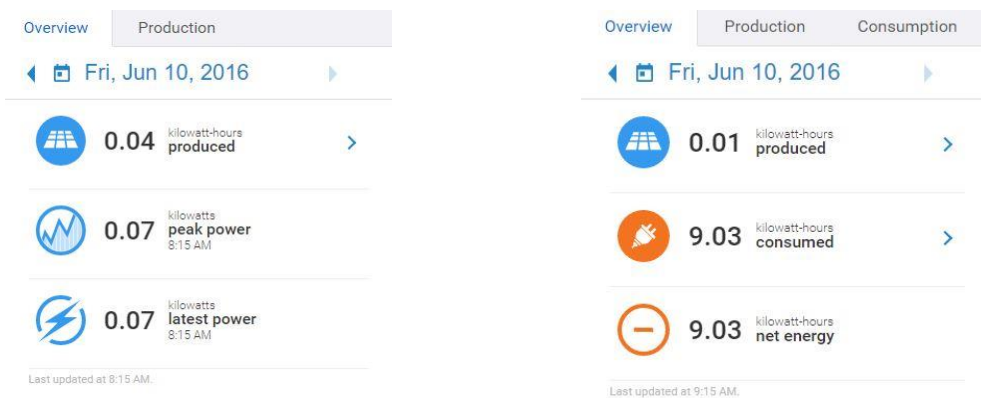 Overview Production
Fri, Jun 10, 2016
0.04 kilowatt-hours
produced
0.07 kilowatts
peak power
8:15 AM
0.07 kilowatts
latest power
8:15 AM
Last updated at 8:15 AM.
Overview Production Consumption
Fri, Jun 10, 2016
0.01 kilowatt-hours
produced
9.03 kilowatt-hours
consumed
9.03 kilowatt-hours
net energy
Last updated at 9:15 AM.